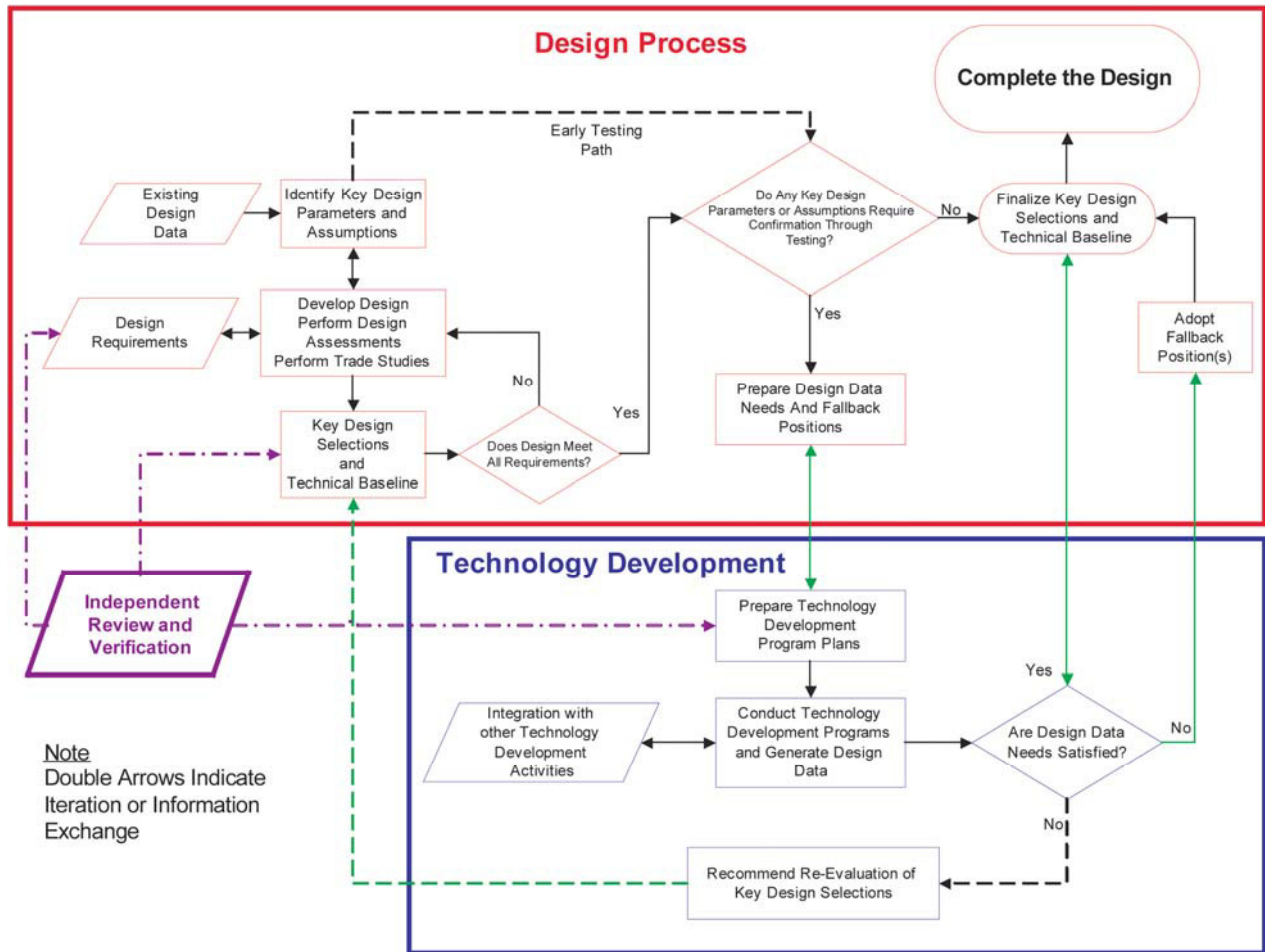 Design Process
Complete the Design
Early Testing
Path
Existing
Design
Data
Identify Key Design
Parameters and
Assumptions
Do Any Key Design
Parameters or Assumptions Require
Confirmation Through
Testing?
No
Finalize Key Design
Selections and
Technical Baseline
Design
Requirements
Develop Design
Perform Design
Assessments
Perform Trade Studies
Yes
Adopt
Fallback
Position(s)
No
Yes
Prepare Design Data
Needs And Fallback
Positions
Key Design
Selections
and
Technical Baseline
Does Design Meet
All Requirements?
Technology Development
Independent
Review and
Verification
Prepare Technology
Development
Program Plans
Yes
Integration with
other Technology
Development
Activities
Conduct Technology
Development Programs
and Generate Design
Data
Are Design Data
Needs Satisfied?
No
No
Note
Double Arrows Indicate
Iteration or Information
Exchange
Recommend Re-Evaluation of
Key Design Selections